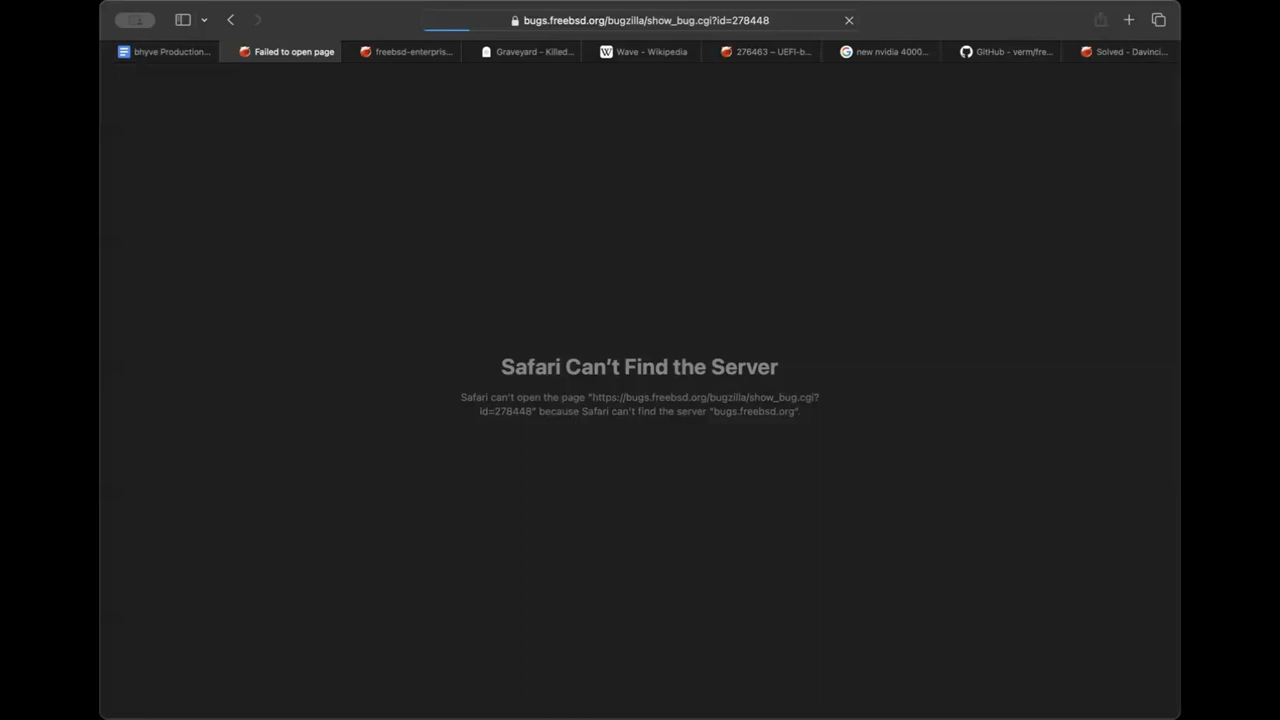 bugs.freebsd.org/bugzilla/show_bug.cgi?id=278448
bhyve Production...
Failed to open page
freebsd-enterpris...
Graveyard - Killed...
Wave - Wikipedia
276463 – UEFI-b...
new nvidia 4000...
GitHub - verm/fre...
Solved - Davinci...
Safari Can’t Find the Server
Safari can't open the page "https://bugs.freebsd.org/bugzilla/show_bug.cgi?
id=278448" because Safari can't find the server "bugs.freebsd.org".